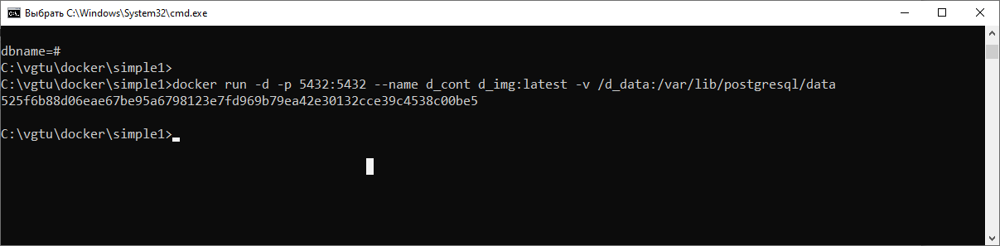 Выбрать C:\Windows\System32\cmd.exe
dbname=#
C:\vgtu\docker\simple1>
C:\vgtu\docker\simple1>docker run -d -p 5432:5432 --name d_cont d_img:latest -v /d_data:/var/lib/postgresql/data
525f6b88d06eae67be95a6798123e7fd969b79ea42e30132cce39c4538c00be5
C:\vgtu\docker\simple1>